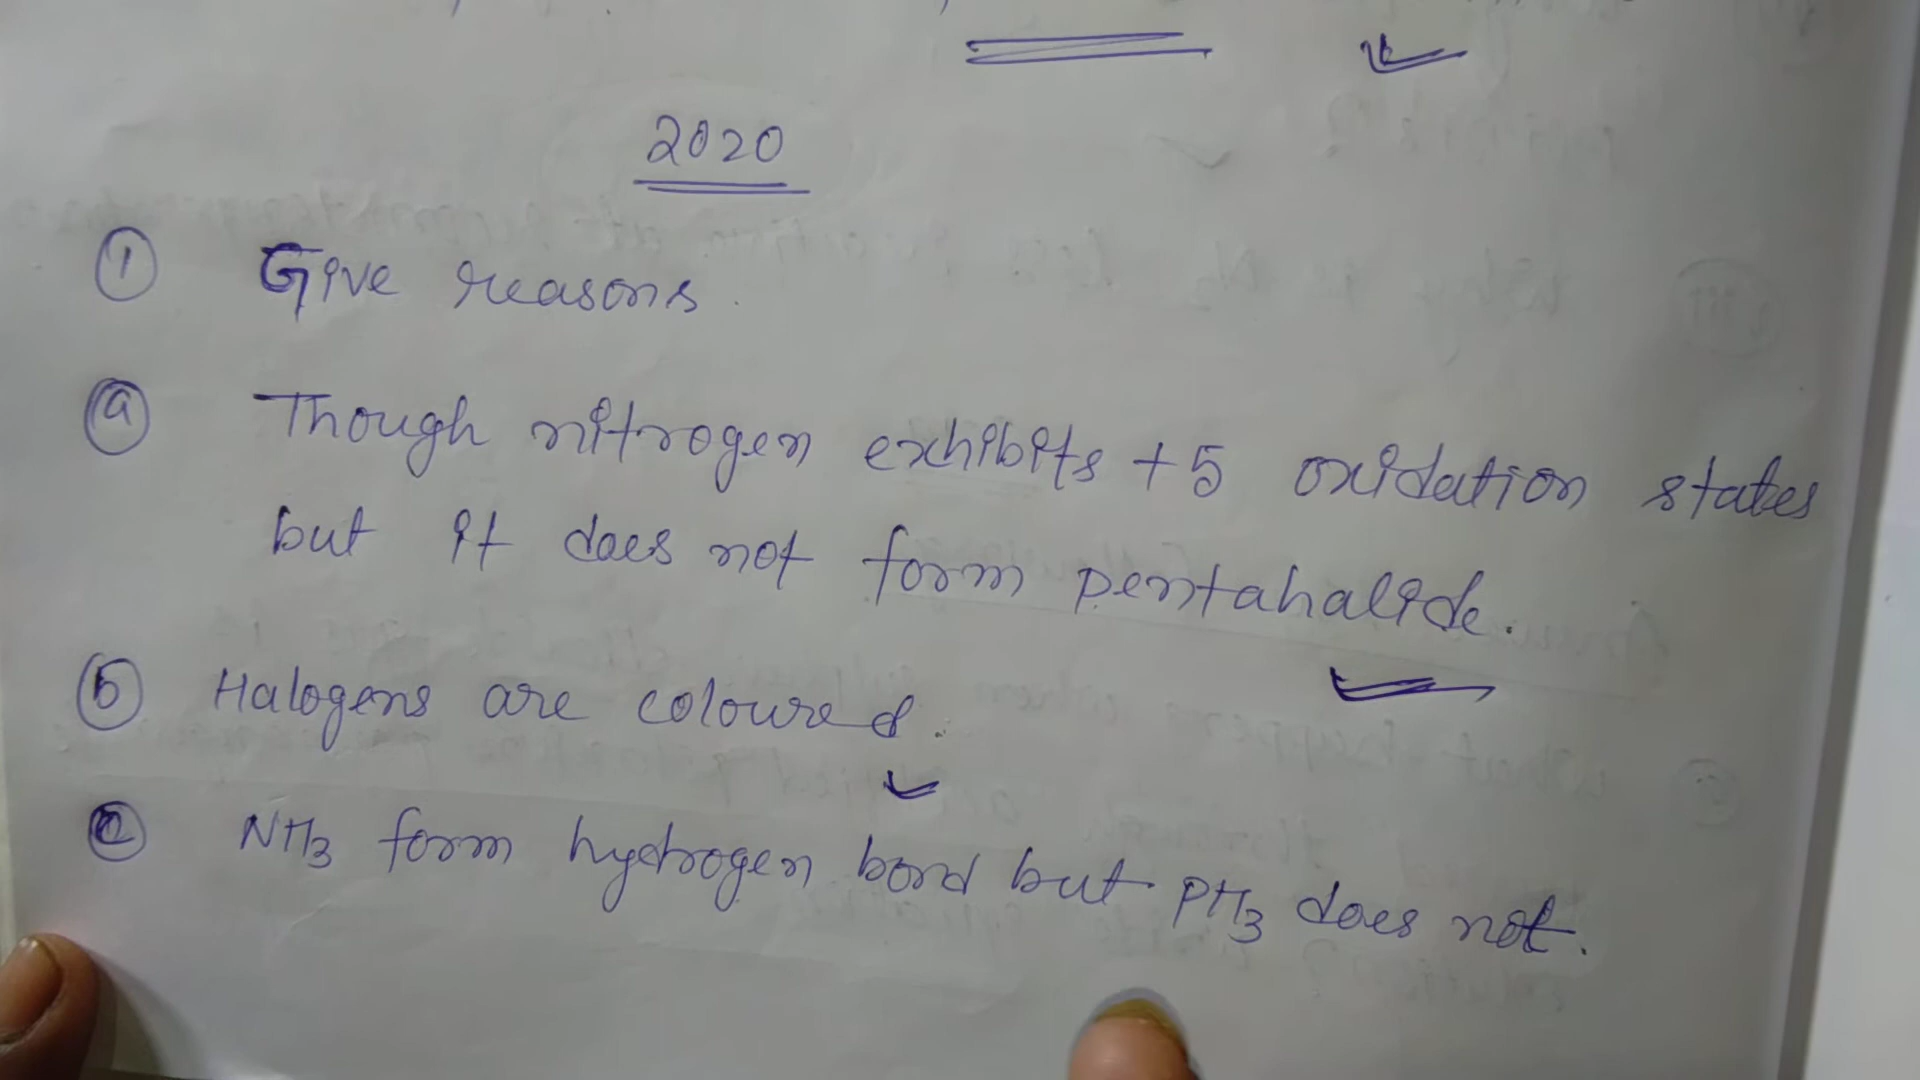 2020
① Give reasons.
ⓐ Though nitrogen exhibits +5 oxidation states
but it does not form pentahalide.
ⓑ Halogens are coloured.
ⓒ NH3 form hydrogen bond but PH3 does not.